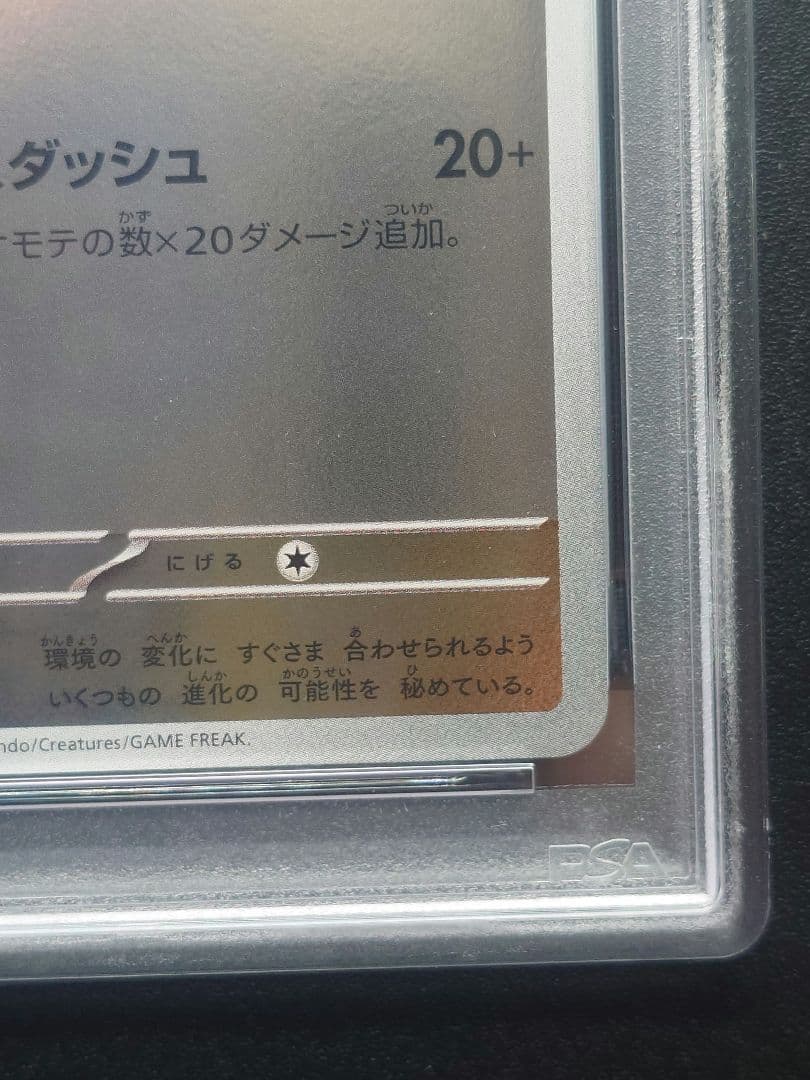 ダッシュ 20+
モテの数×20ダメージ追加。
にげる
環境の 変化に すぐさま 合わせられるよう
いくつもの 進化の 可能性を 秘めている。
ndo/Creatures/GAME FREAK.
PSA